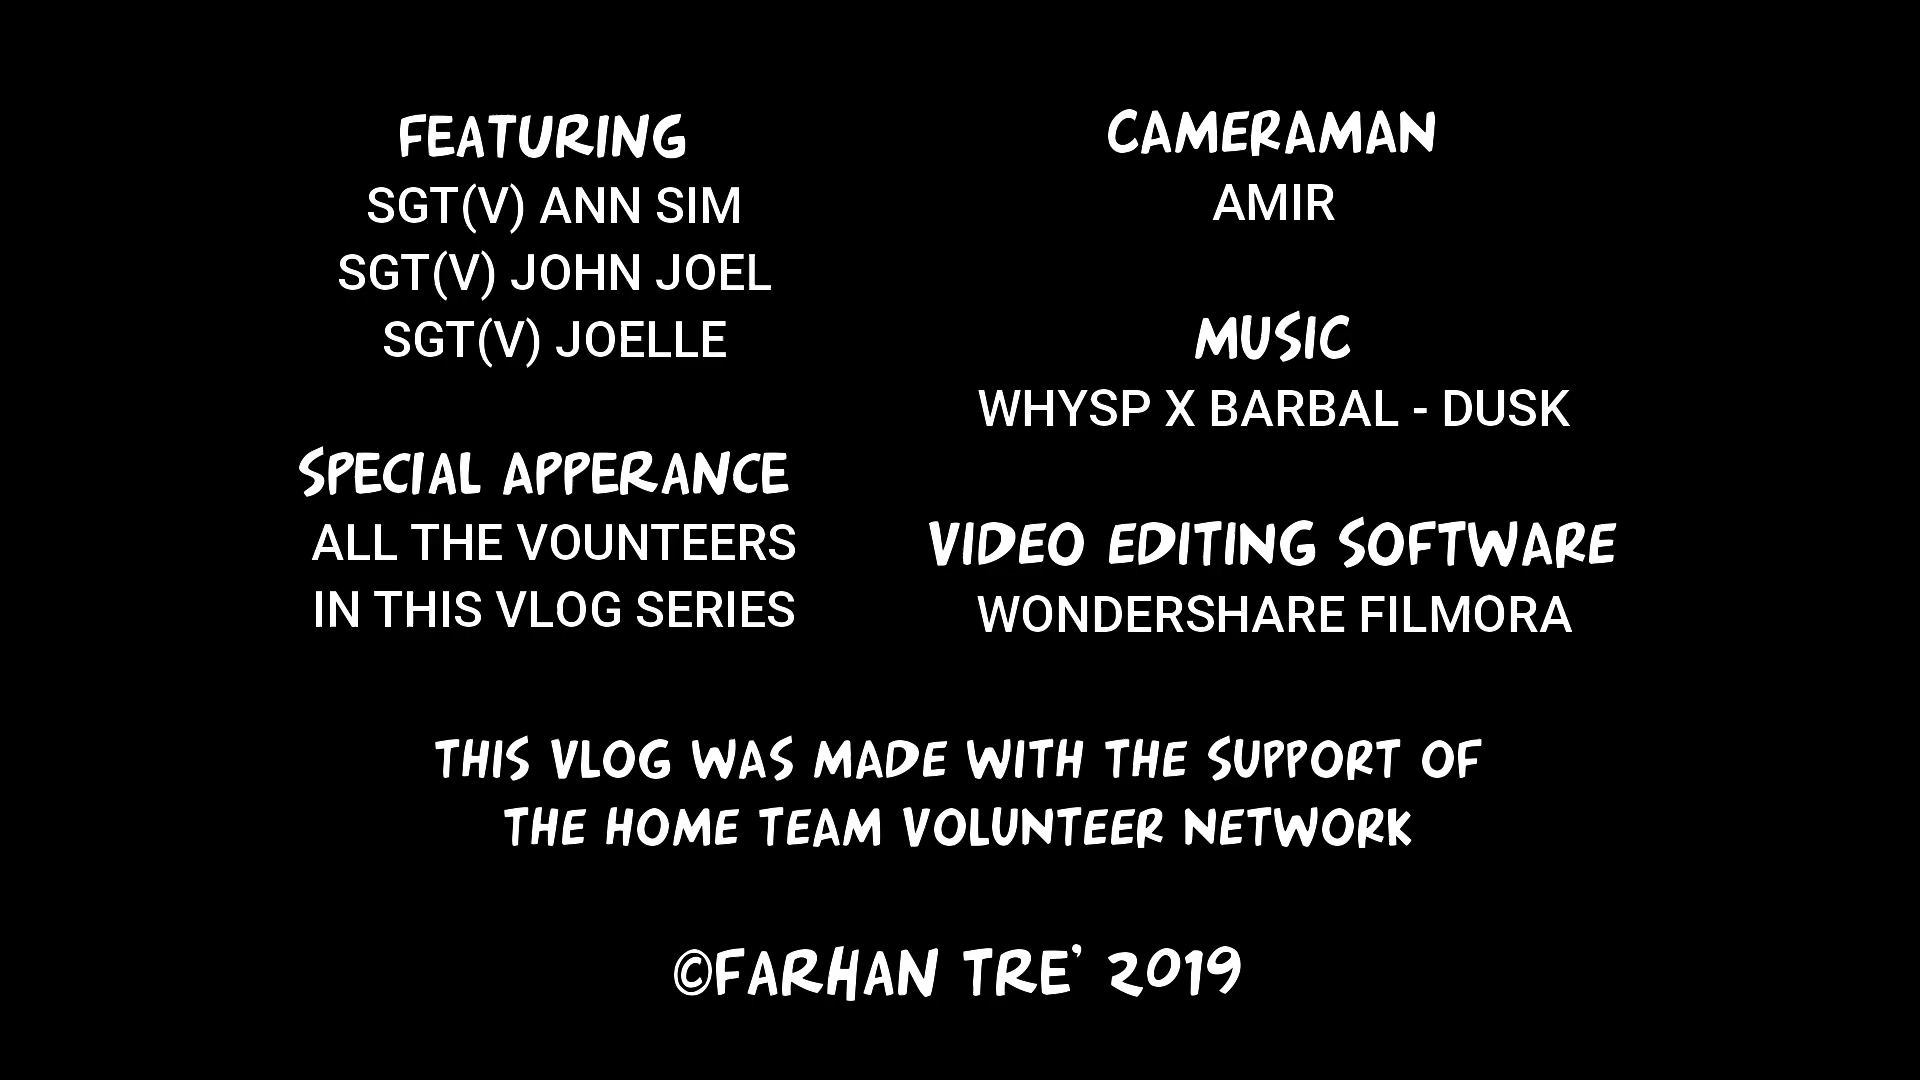 FEATURING
SGT(V) ANN SIM
SGT(V) JOHN JOEL
SGT(V) JOELLE
SPECIAL APPERANCE
ALL THE VOUNTEERS
IN THIS VLOG SERIES
CAMERAMAN
AMIR
MUSIC
WHYSP X BARBAL - DUSK
VIDEO EDITING SOFTWARE
WONDERSHARE FILMORA
THIS VLOG WAS MADE WITH THE SUPPORT OF
THE HOME TEAM VOLUNTEER NETWORK
©FARHAN TRE' 2019